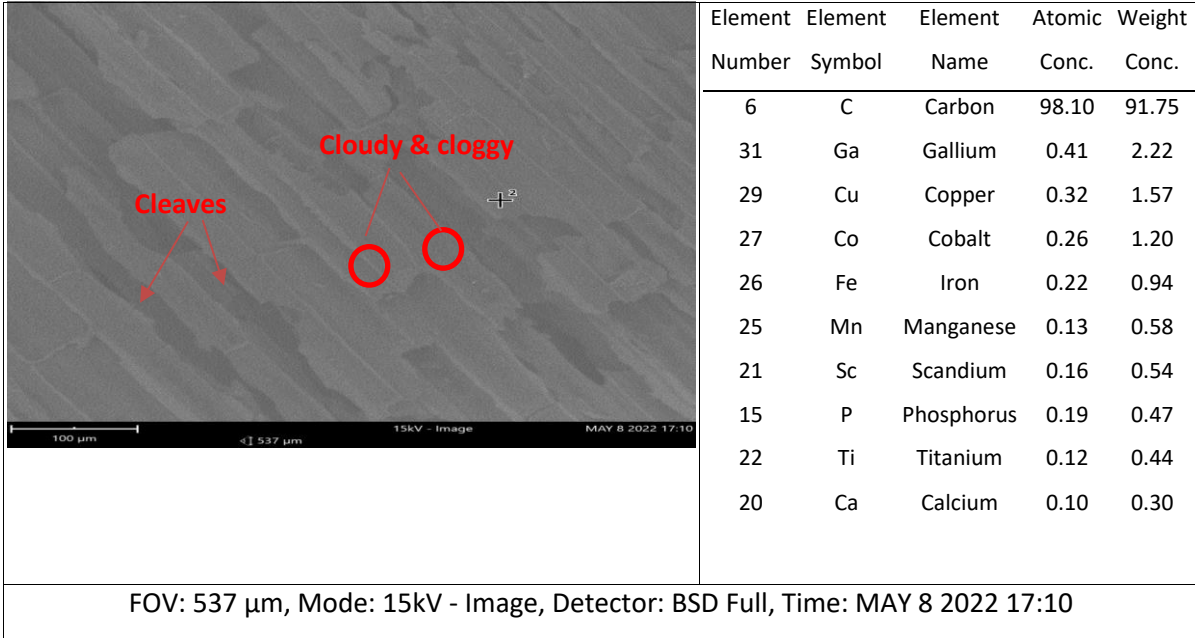 Cloudy & cloggy
Cleaves
2
100 µm
537 µm
15kV - Image
MAY 8 2022 17:10
Element Element Element Atomic Weight
Number Symbol Name Conc. Conc.
6 C Carbon 98.10 91.75
31 Ga Gallium 0.41 2.22
29 Cu Copper 0.32 1.57
27 Co Cobalt 0.26 1.20
26 Fe Iron 0.22 0.94
25 Mn Manganese 0.13 0.58
21 Sc Scandium 0.16 0.54
15 P Phosphorus 0.19 0.47
22 Ti Titanium 0.12 0.44
20 Ca Calcium 0.10 0.30
FOV: 537 µm, Mode: 15kV - Image, Detector: BSD Full, Time: MAY 8 2022 17:10